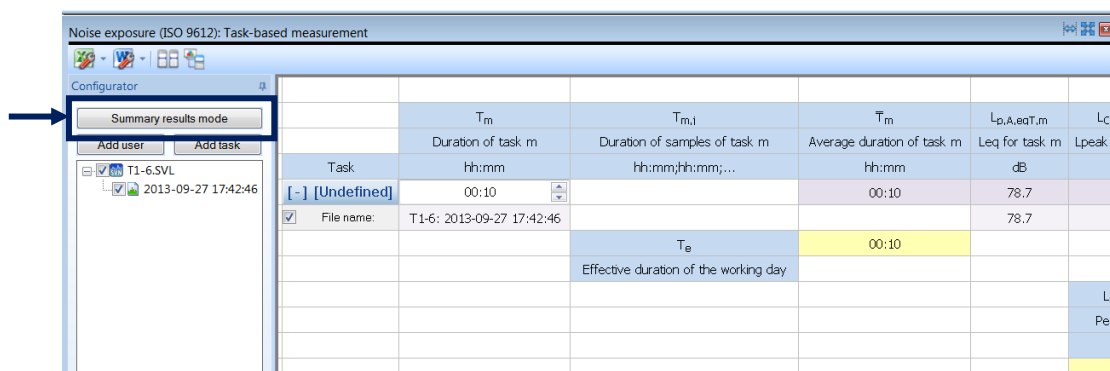 Noise exposure (ISO 9612): Task-based measurement
Configurator
Summary results mode
Add user Add task
T1-6.SVL
2013-09-27 17:42:46
Tm Tm,i T̅m Lp,A,eqT,m
Duration of task m Duration of samples of task m Average duration of task m Leq for task m Lpeak
Task hh:mm hh:mm;hh:mm;... hh:mm dB
[-] [Undefined] 00:10 00:10 78.7
File name: T1-6: 2013-09-27 17:42:46 78.7
Te 00:10
Effective duration of the working day
L
Pe